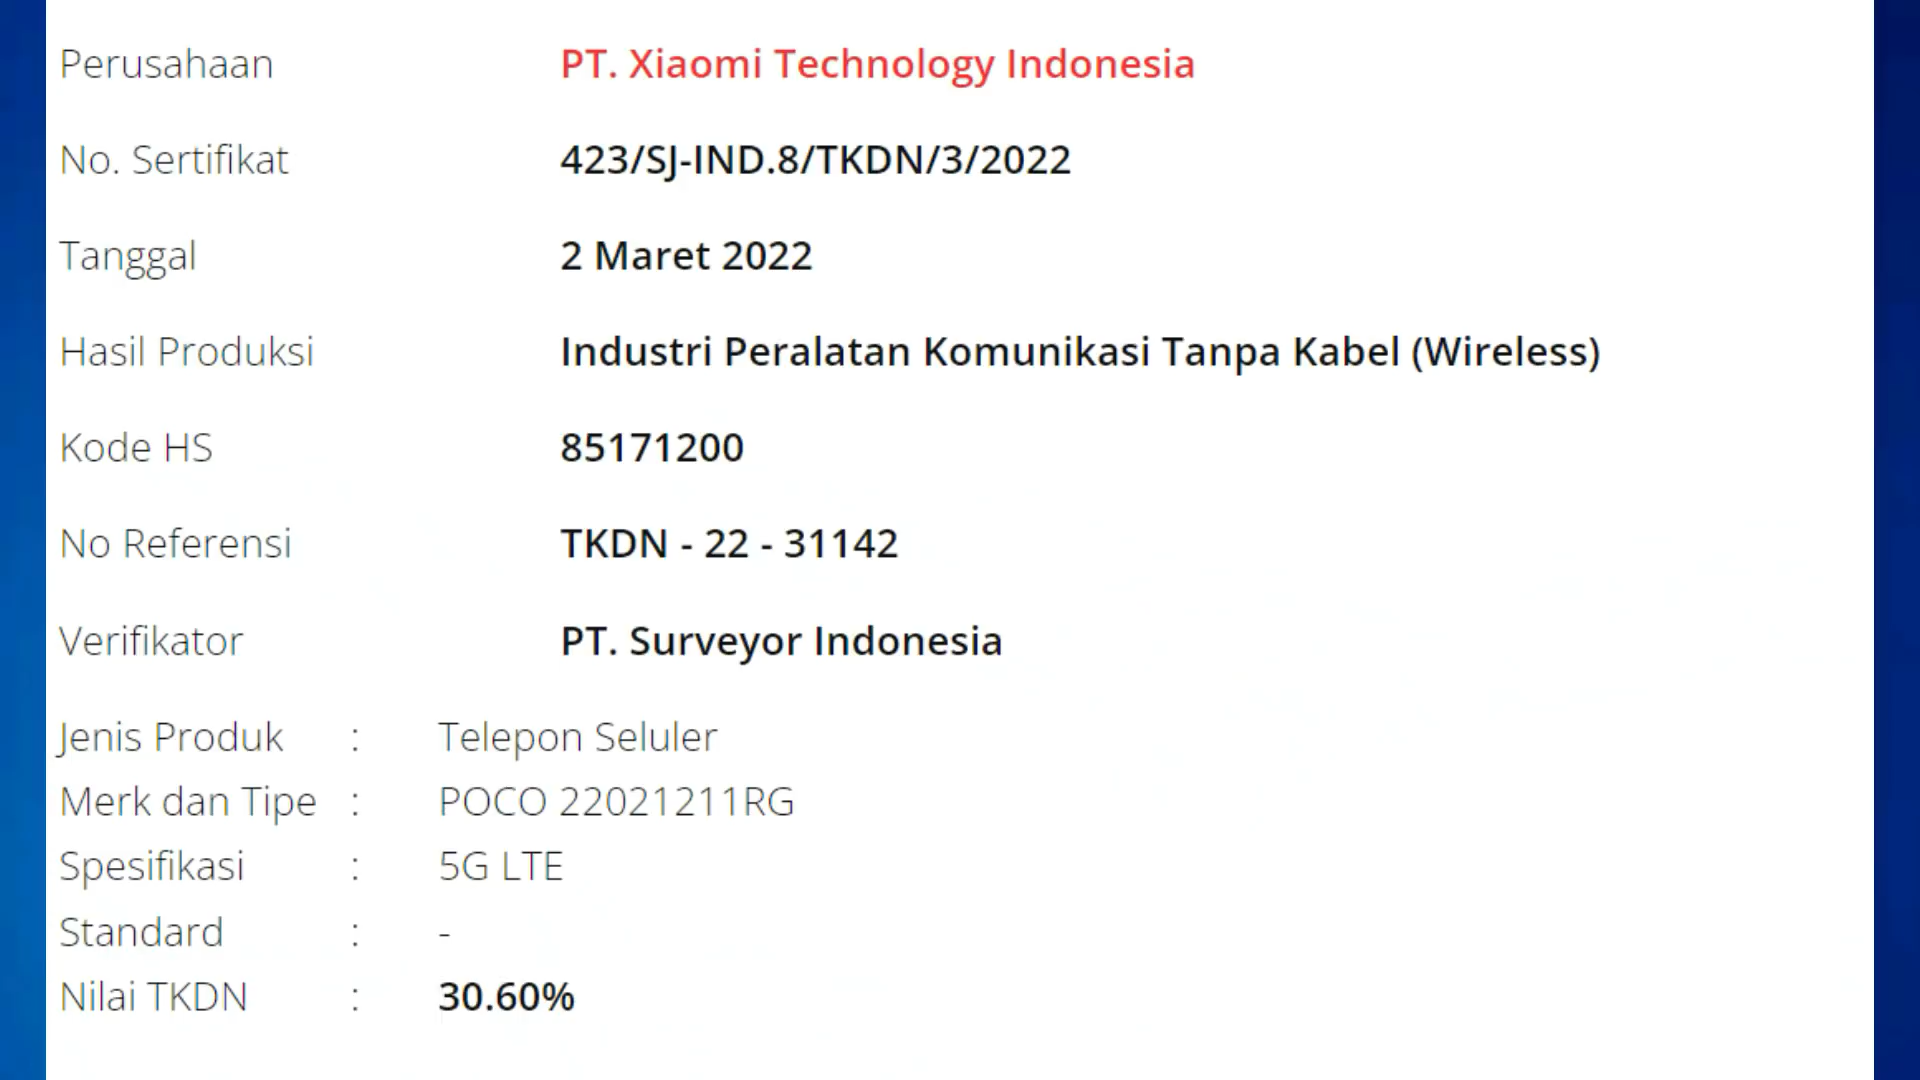 Perusahaan PT. Xiaomi Technology Indonesia
No. Sertifikat 423/SJ-IND.8/TKDN/3/2022
Tanggal 2 Maret 2022
Hasil Produksi Industri Peralatan Komunikasi Tanpa Kabel (Wireless)
Kode HS 85171200
No Referensi TKDN - 22 - 31142
Verifikator PT. Surveyor Indonesia
Jenis Produk : Telepon Seluler
Merk dan Tipe : POCO 22021211RG
Spesifikasi : 5G LTE
Standard : -
Nilai TKDN : 30.60%